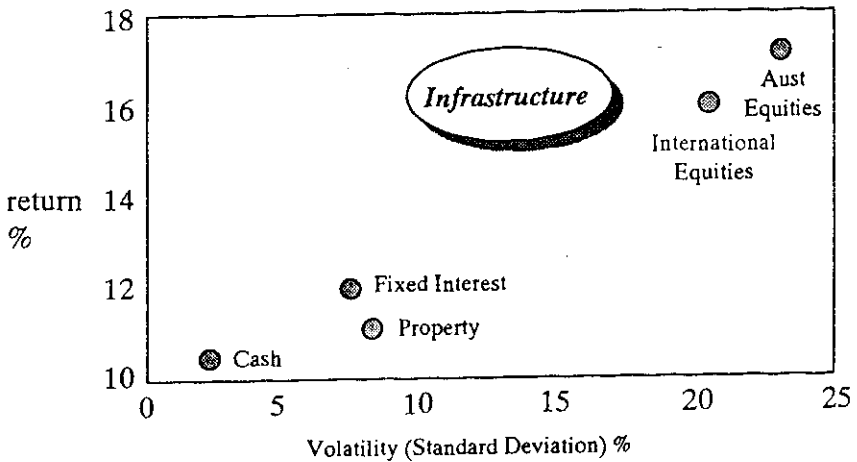 18
16
return 14
%
12
10
Infrastructure
Aust
Equities
International
Equities
Fixed Interest
Property
Cash
0 5 10 15 20 25
Volatility (Standard Deviation) %